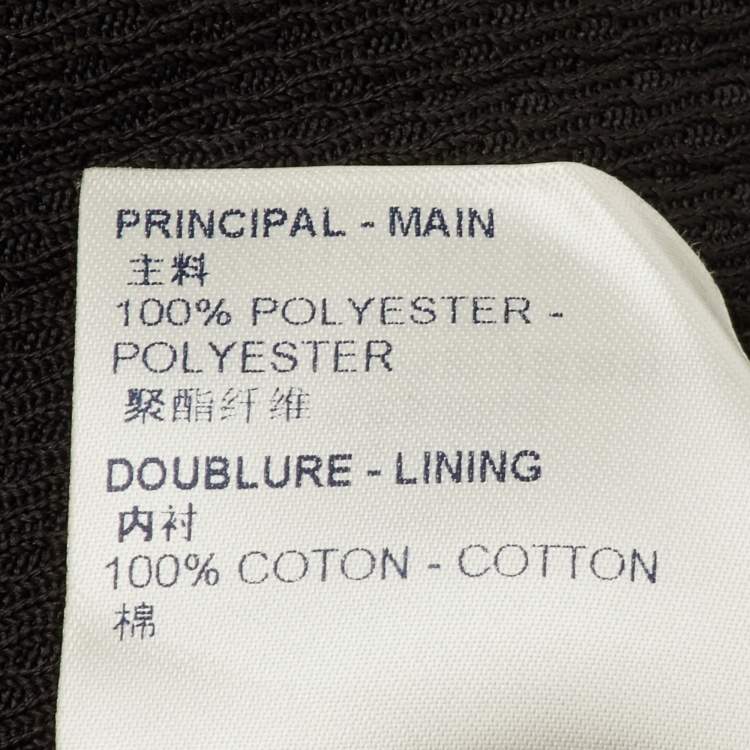 PRINCIPAL - MAIN
主料
100% POLYESTER -
POLYESTER
聚酯纤维
DOUBLURE - LINING
内衬
100% COTON - COTTON
棉